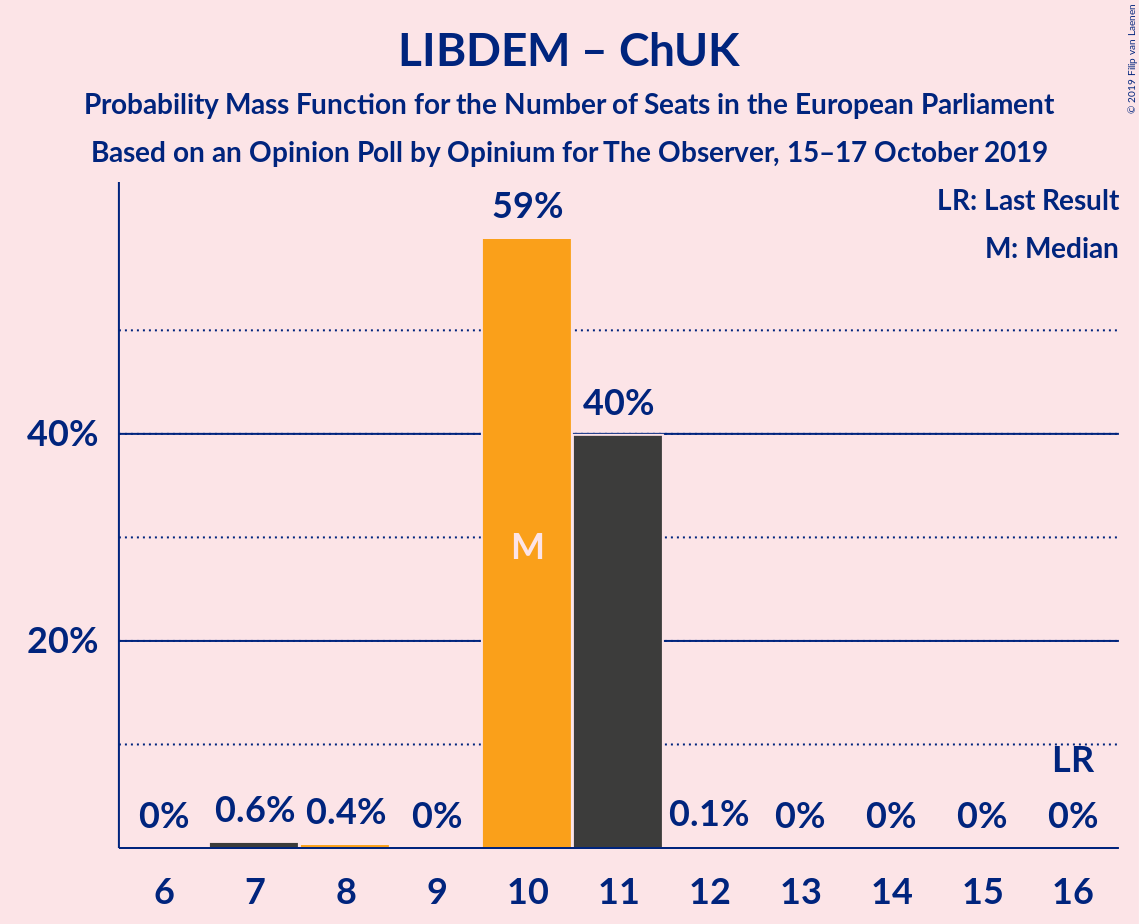 LIBDEM – ChUK
Probability Mass Function for the Number of Seats in the European Parliament
Based on an Opinion Poll by Opinium for The Observer, 15–17 October 2019
© 2019 Filip van Laenen
LR: Last Result
M: Median
59%
40%
40%
M
20%
LR
0%
0.6%
0.4%
0%
0.1%
0%
0%
0%
0%
6 7 8 9 10 11 12 13 14 15 16